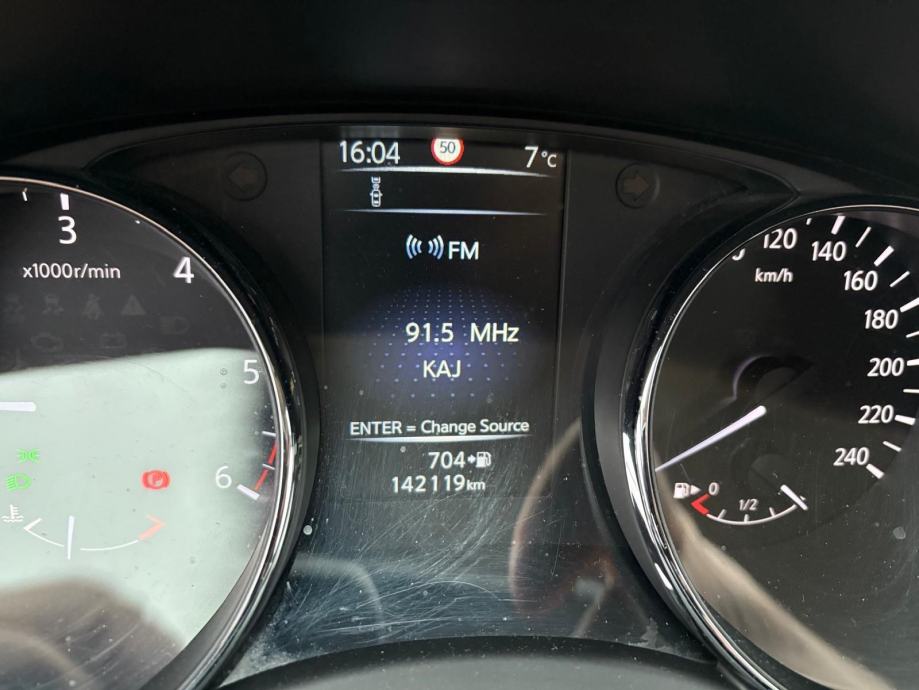 16:04 50 7°C
FM
91.5 MHz
KAJ
ENTER = Change Source
704
142119km
3
x1000r/min
4
5
6
120
140
km/h
160
180
200
220
240
0
1/2